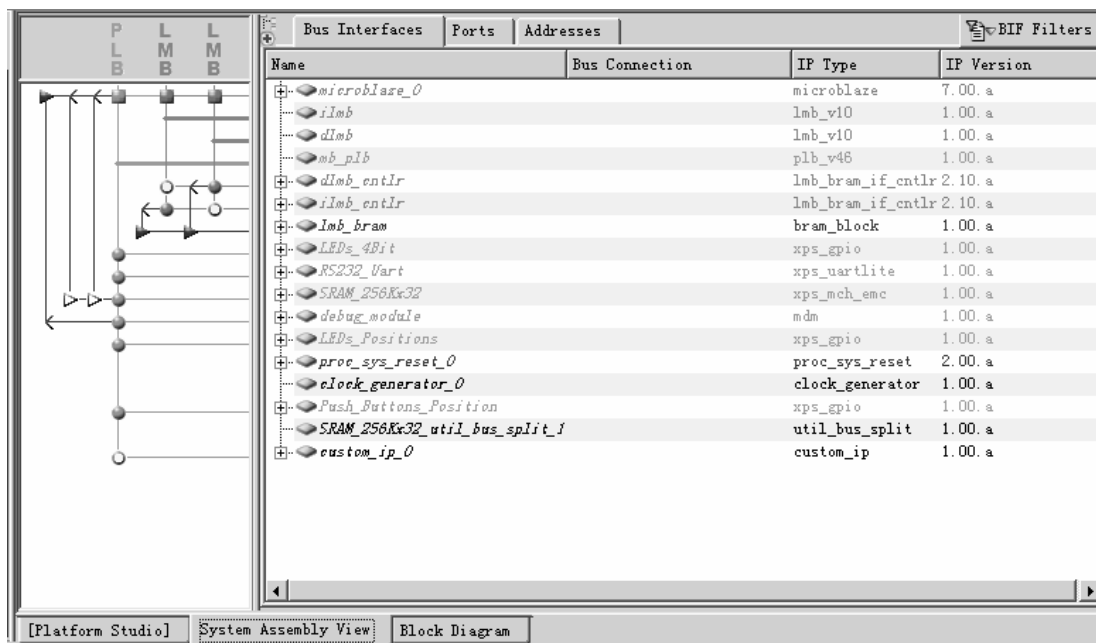 P L B L M B L M B
Bus Interfaces Ports Addresses BIF Filters
Name Bus Connection IP Type IP Version
microblaze_0 microblaze 7.00.a
ilmb lmb_v10 1.00.a
dlmb lmb_v10 1.00.a
mb_plb plb_v46 1.00.a
dlmb_cntlr lmb_bram_if_cntlr 2.10.a
ilmb_cntlr lmb_bram_if_cntlr 2.10.a
lmb_bram bram_block 1.00.a
LEDs_4Bit xps_gpio 1.00.a
RS232_Uart xps_uartlite 1.00.a
SRAM_256Kx32 xps_mch_emc 1.00.a
debug_module mdm 1.00.a
LEDs_Positions xps_gpio 1.00.a
proc_sys_reset_0 proc_sys_reset 2.00.a
clock_generator_0 clock_generator 1.00.a
Push_Buttons_Position xps_gpio 1.00.a
SRAM_256Kx32_util_bus_split_1 util_bus_split 1.00.a
custom_ip_0 custom_ip 1.00.a
[Platform Studio] System Assembly View Block Diagram